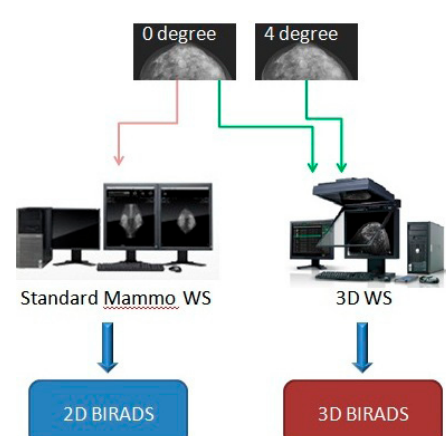 0 degree
4 degree
Standard Mammo WS
3D WS
2D BIRADS
3D BIRADS